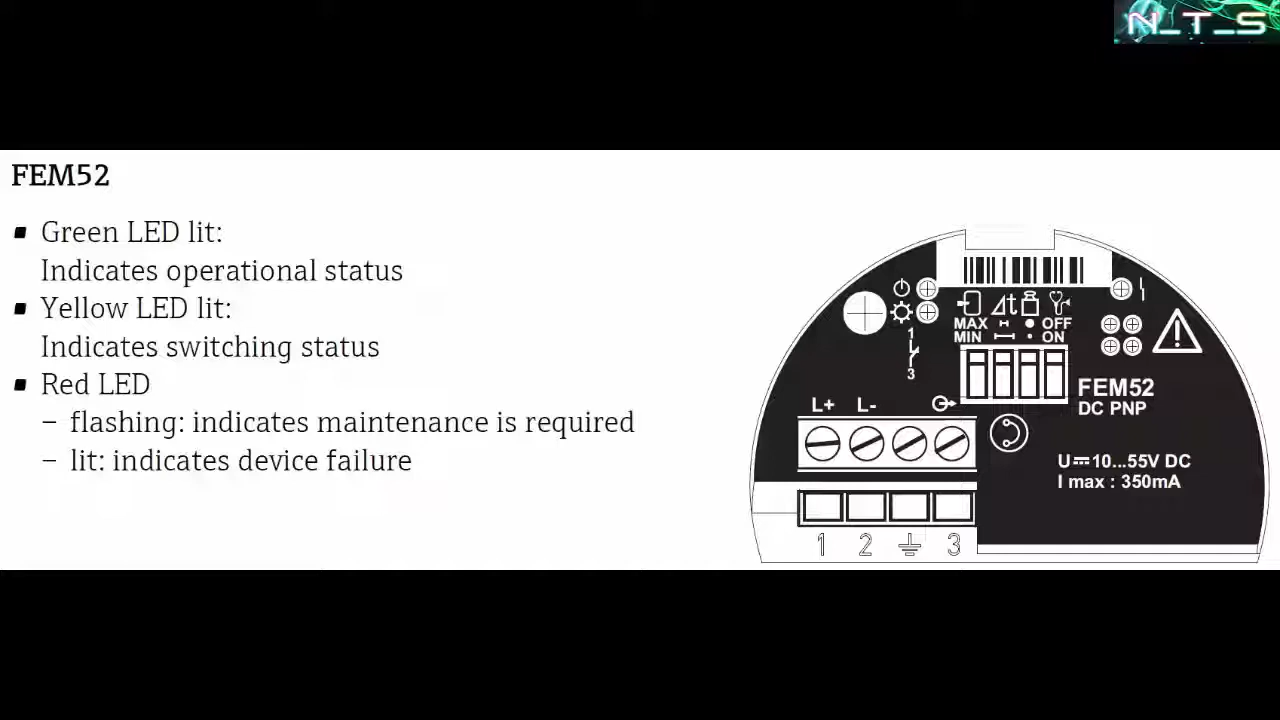 N_T_S
FEM52
Green LED lit:
Indicates operational status
Yellow LED lit:
Indicates switching status
Red LED
– flashing: indicates maintenance is required
– lit: indicates device failure
MAX
OFF
MIN
ON
Δt
1
3
FEM52
DC PNP
L+ L-
U 10...55V DC
I max : 350mA
1 2 3